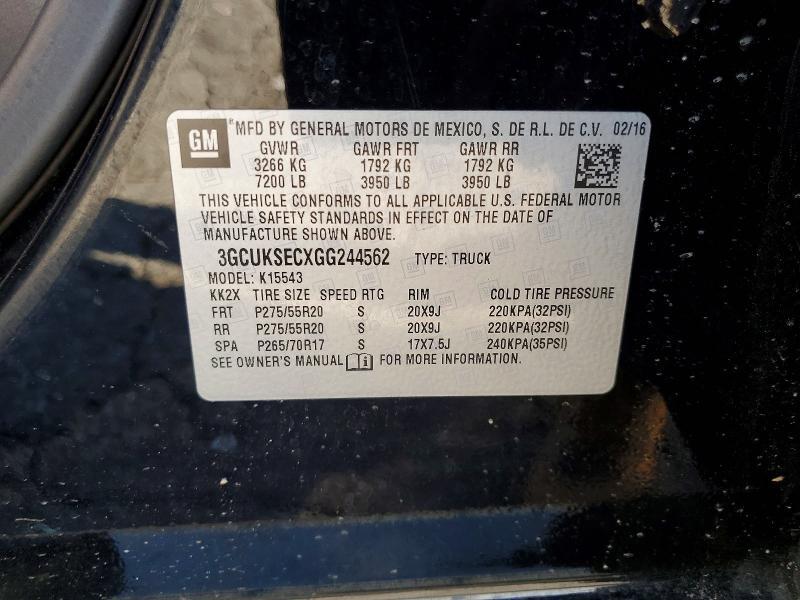 GM ® MFD BY GENERAL MOTORS DE MEXICO, S. DE R.L. DE C.V. 02/16
GVWR GAWR FRT GAWR RR
3266 KG 1792 KG 1792 KG
7200 LB 3950 LB 3950 LB
THIS VEHICLE CONFORMS TO ALL APPLICABLE U.S. FEDERAL MOTOR
VEHICLE SAFETY STANDARDS IN EFFECT ON THE DATE OF
MANUFACTURE SHOWN ABOVE.
3GCUKSECXGG244562 TYPE: TRUCK
MODEL: K15543
KK2X TIRE SIZE SPEED RTG RIM COLD TIRE PRESSURE
FRT P275/55R20 S 20X9J 220KPA(32PSI)
RR P275/55R20 S 20X9J 220KPA(32PSI)
SPA P265/70R17 S 17X7.5J 240KPA(35PSI)
SEE OWNER'S MANUAL i FOR MORE INFORMATION.